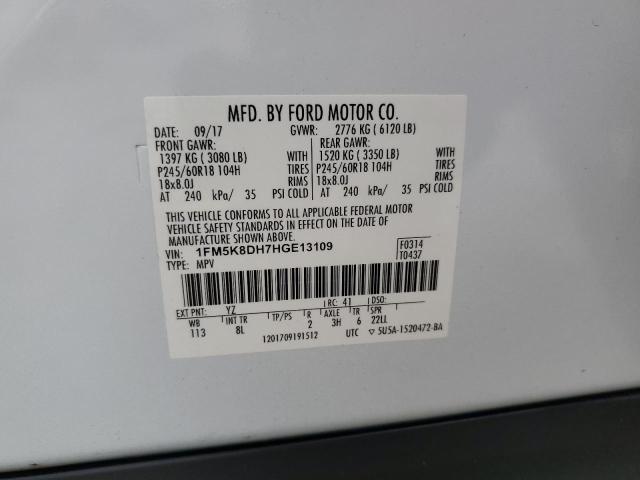 MFD. BY FORD MOTOR CO.
DATE: 09/17 GVWR: 2776 KG ( 6120 LB)
FRONT GAWR: REAR GAWR:
1397 KG ( 3080 LB) WITH 1520 KG ( 3350 LB) WITH
P245/60R18 104H TIRES P245/60R18 104H TIRES
18x8.0J RIMS 18x8.0J RIMS
AT 240 kPa/ 35 PSI COLD AT 240 kPa/ 35 PSI COLD
THIS VEHICLE CONFORMS TO ALL APPLICABLE FEDERAL MOTOR
VEHICLE SAFETY STANDARDS IN EFFECT ON THE DATE OF
MANUFACTURE SHOWN ABOVE.
VIN: 1FM5K8DH7HGE13109 F0314
TYPE: MPV T0437
EXT PNT: YZ RC: 41 DSO:
WB INT TR TP/PS R AXLE TR SPR
113 8L 2 3H 6 22LL
1201709191512 UTC ▽ 5U5A-1520472-BA